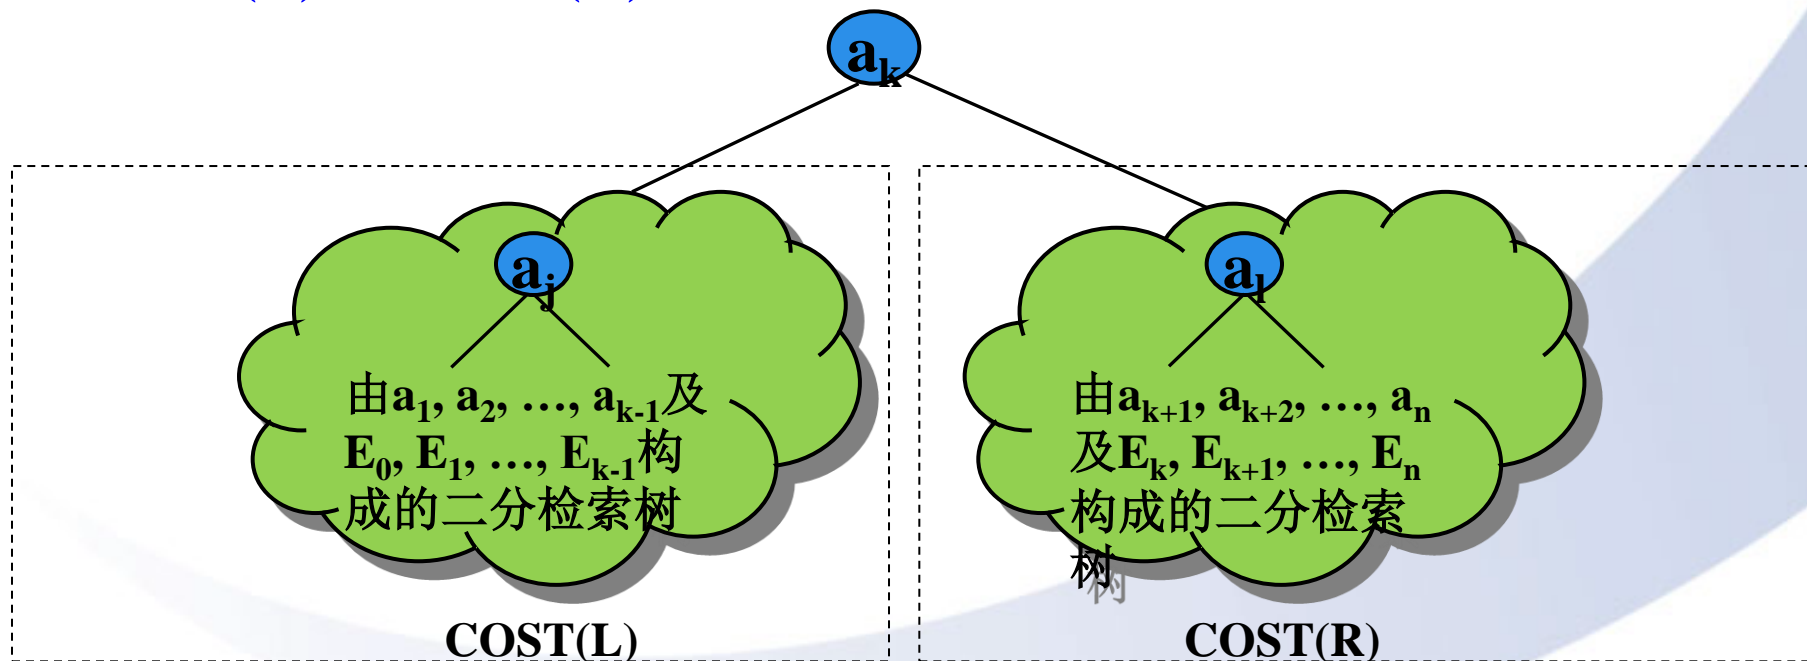 aₖ
aⱼ
aₗ
由a₁, a₂, …, aₖ₋₁及
E₀, E₁, …, Eₖ₋₁构
成的二分检索树
由aₖ₊₁, aₖ₊₂, …, aₙ
及Eₖ, Eₖ₊₁, …, Eₙ
构成的二分检索
树
COST(L)
COST(R)